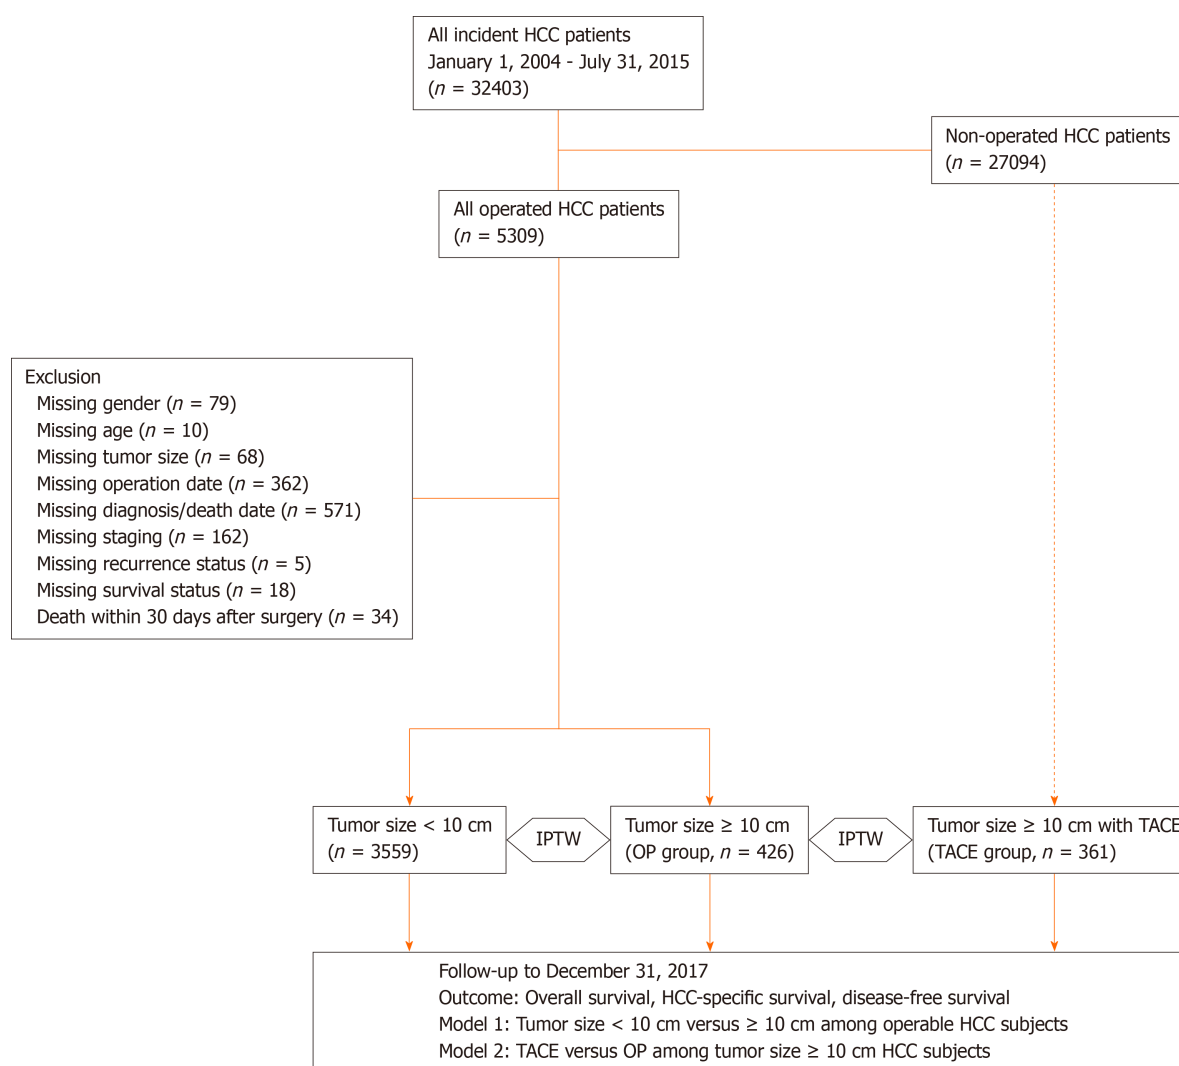 All incident HCC patients
January 1, 2004 - July 31, 2015
(n = 32403)
Non-operated HCC patients
(n = 27094)
All operated HCC patients
(n = 5309)
Exclusion
Missing gender (n = 79)
Missing age (n = 10)
Missing tumor size (n = 68)
Missing operation date (n = 362)
Missing diagnosis/death date (n = 571)
Missing staging (n = 162)
Missing recurrence status (n = 5)
Missing survival status (n = 18)
Death within 30 days after surgery (n = 34)
Tumor size < 10 cm
(n = 3559)
IPTW
Tumor size ≥ 10 cm
(OP group, n = 426)
IPTW
Tumor size ≥ 10 cm with TACE
(TACE group, n = 361)
Follow-up to December 31, 2017
Outcome: Overall survival, HCC-specific survival, disease-free survival
Model 1: Tumor size < 10 cm versus ≥ 10 cm among operable HCC subjects
Model 2: TACE versus OP among tumor size ≥ 10 cm HCC subjects